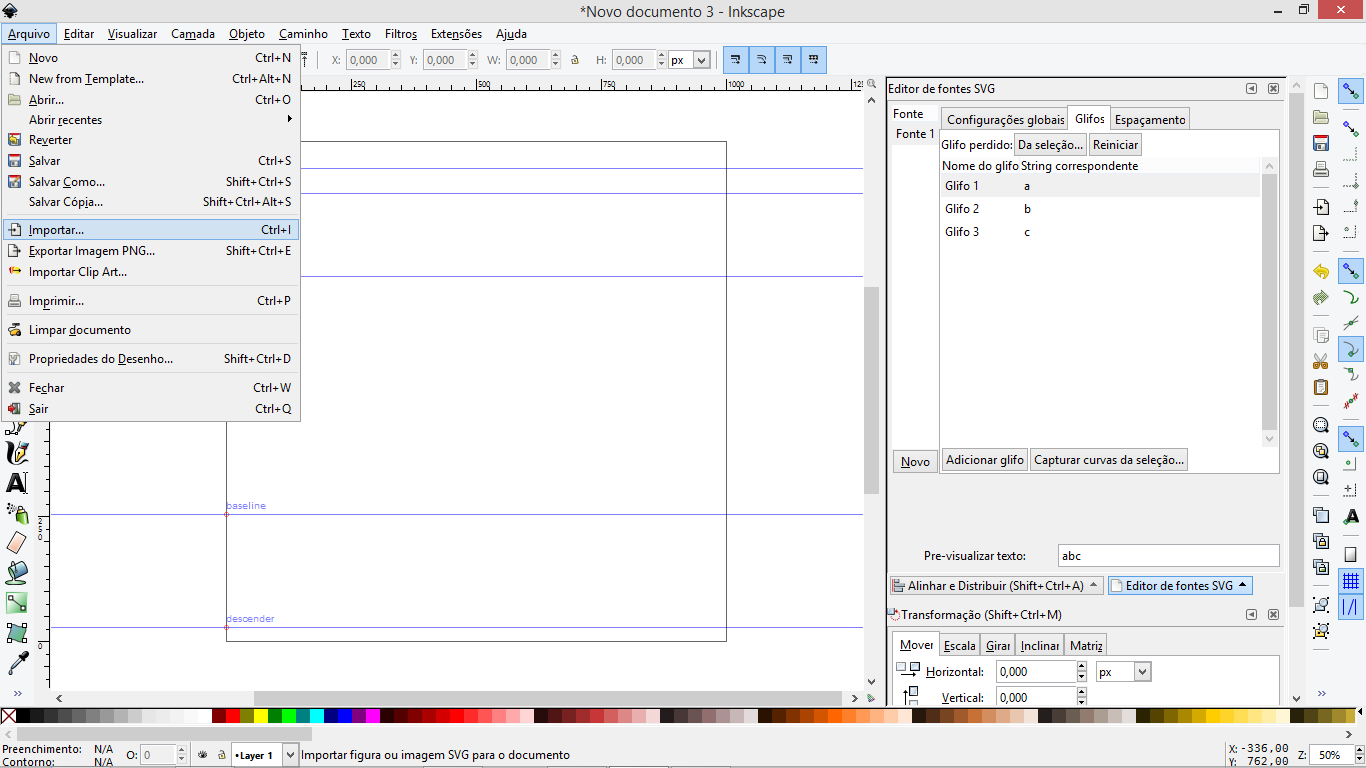 *Novo documento 3 - Inkscape
Arquivo Editar Visualizar Camada Objeto Caminho Texto Filtros Extensões Ajuda
X: 0,000 Y: 0,000 W: 0,000 H: 0,000 px
Novo Ctrl+N
New from Template... Ctrl+Alt+N
Abrir... Ctrl+O
Abrir recentes
Reverter
Salvar Ctrl+S
Salvar Como... Shift+Ctrl+S
Salvar Cópia... Shift+Ctrl+Alt+S
Importar... Ctrl+I
Exportar Imagem PNG... Shift+Ctrl+E
Importar Clip Art...
Imprimir... Ctrl+P
Limpar documento
Propriedades do Desenho... Shift+Ctrl+D
Fechar Ctrl+W
Sair Ctrl+Q
250 500 750 1000 125
baseline
250
descender
0
Editor de fontes SVG
Fonte
Fonte 1
Configurações globais Glifos Espaçamento
Glifo perdido: Da seleção... Reiniciar
Nome do glifo String correspondente
Glifo 1 a
Glifo 2 b
Glifo 3 c
Novo Adicionar glifo Capturar curvas da seleção...
Pre-visualizar texto: abc
Alinhar e Distribuir (Shift+Ctrl+A) Editor de fontes SVG
Transformação (Shift+Ctrl+M)
Mover Escala Girar Inclinar Matriz
Horizontal: 0,000 px
Vertical: 0,000
Preenchimento: N/A
Contorno: N/A
O: 0
•Layer 1
Importar figura ou imagem SVG para o documento
X: -336,00
Y: 762,00
Z: 50%